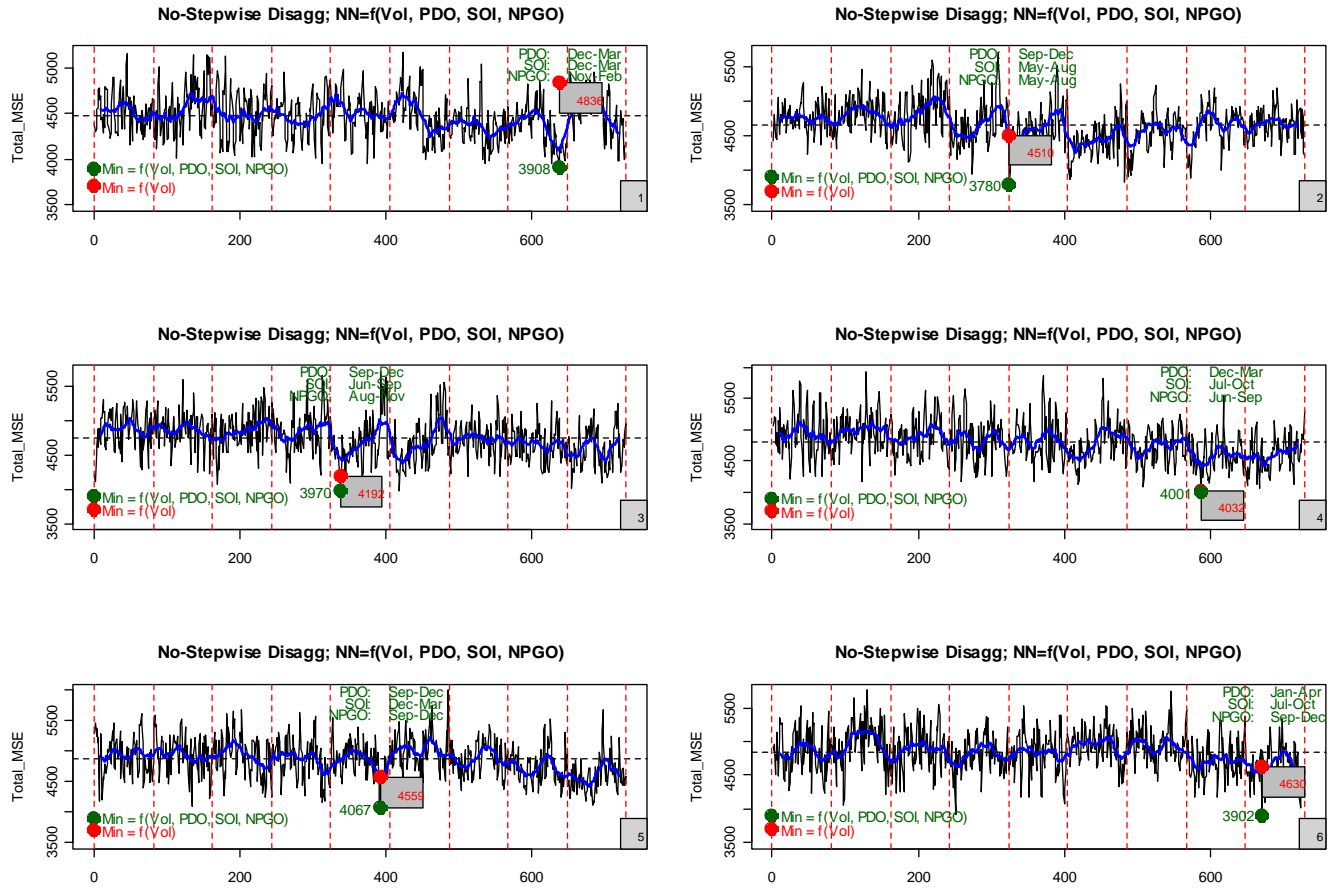 No-Stepwise Disagg; NN=f(Vol, PDO, SOI, NPGO)
Total_MSE
5000
4500
4000
3500
PDO: Dec-Mar
SOI: Dec-Mar
NPGO: Nov-Feb
4836
3908
Min = f(Vol, PDO, SOI, NPGO)
Min = f(Vol)
1
0 200 400 600
No-Stepwise Disagg; NN=f(Vol, PDO, SOI, NPGO)
Total_MSE
5500
4500
3500
PDO: Sep-Dec
SOI: May-Aug
NPGO: May-Aug
4510
3780
Min = f(Vol, PDO, SOI, NPGO)
Min = f(Vol)
2
0 200 400 600
No-Stepwise Disagg; NN=f(Vol, PDO, SOI, NPGO)
Total_MSE
5500
4500
3500
PDO: Sep-Dec
SOI: Jun-Sep
NPGO: Aug-Nov
4192
3970
Min = f(Vol, PDO, SOI, NPGO)
Min = f(Vol)
3
0 200 400 600
No-Stepwise Disagg; NN=f(Vol, PDO, SOI, NPGO)
Total_MSE
5500
4500
3500
PDO: Dec-Mar
SOI: Jul-Oct
NPGO: Jun-Sep
4001
4032
Min = f(Vol, PDO, SOI, NPGO)
Min = f(Vol)
4
0 200 400 600
No-Stepwise Disagg; NN=f(Vol, PDO, SOI, NPGO)
Total_MSE
5500
4500
3500
PDO: Sep-Dec
SOI: Dec-Mar
NPGO: Sep-Dec
4559
4067
Min = f(Vol, PDO, SOI, NPGO)
Min = f(Vol)
5
0 200 400 600
No-Stepwise Disagg; NN=f(Vol, PDO, SOI, NPGO)
Total_MSE
5500
4500
3500
PDO: Jan-Apr
SOI: Jul-Oct
NPGO: Sep-Dec
4630
3902
Min = f(Vol, PDO, SOI, NPGO)
Min = f(Vol)
6
0 200 400 600